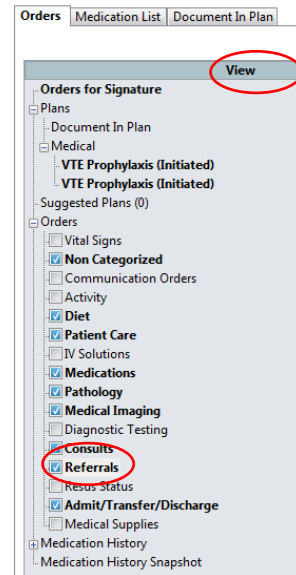 Orders Medication List Document In Plan
View
Orders for Signature
Plans
Document In Plan
Medical
VTE Prophylaxis (Initiated)
VTE Prophylaxis (Initiated)
Suggested Plans (0)
Orders
Vital Signs
Non Categorized
Communication Orders
Activity
Diet
Patient Care
IV Solutions
Medications
Pathology
Medical Imaging
Diagnostic Testing
Consults
Referrals
Resus Status
Admit/Transfer/Discharge
Medical Supplies
Medication History
Medication History Snapshot